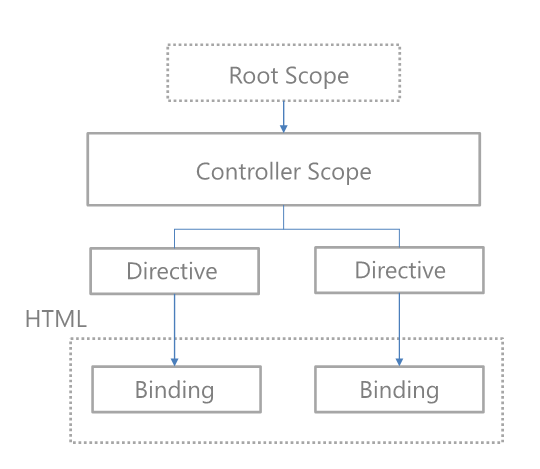 Root Scope
Controller Scope
Directive
Directive
HTML
Binding
Binding